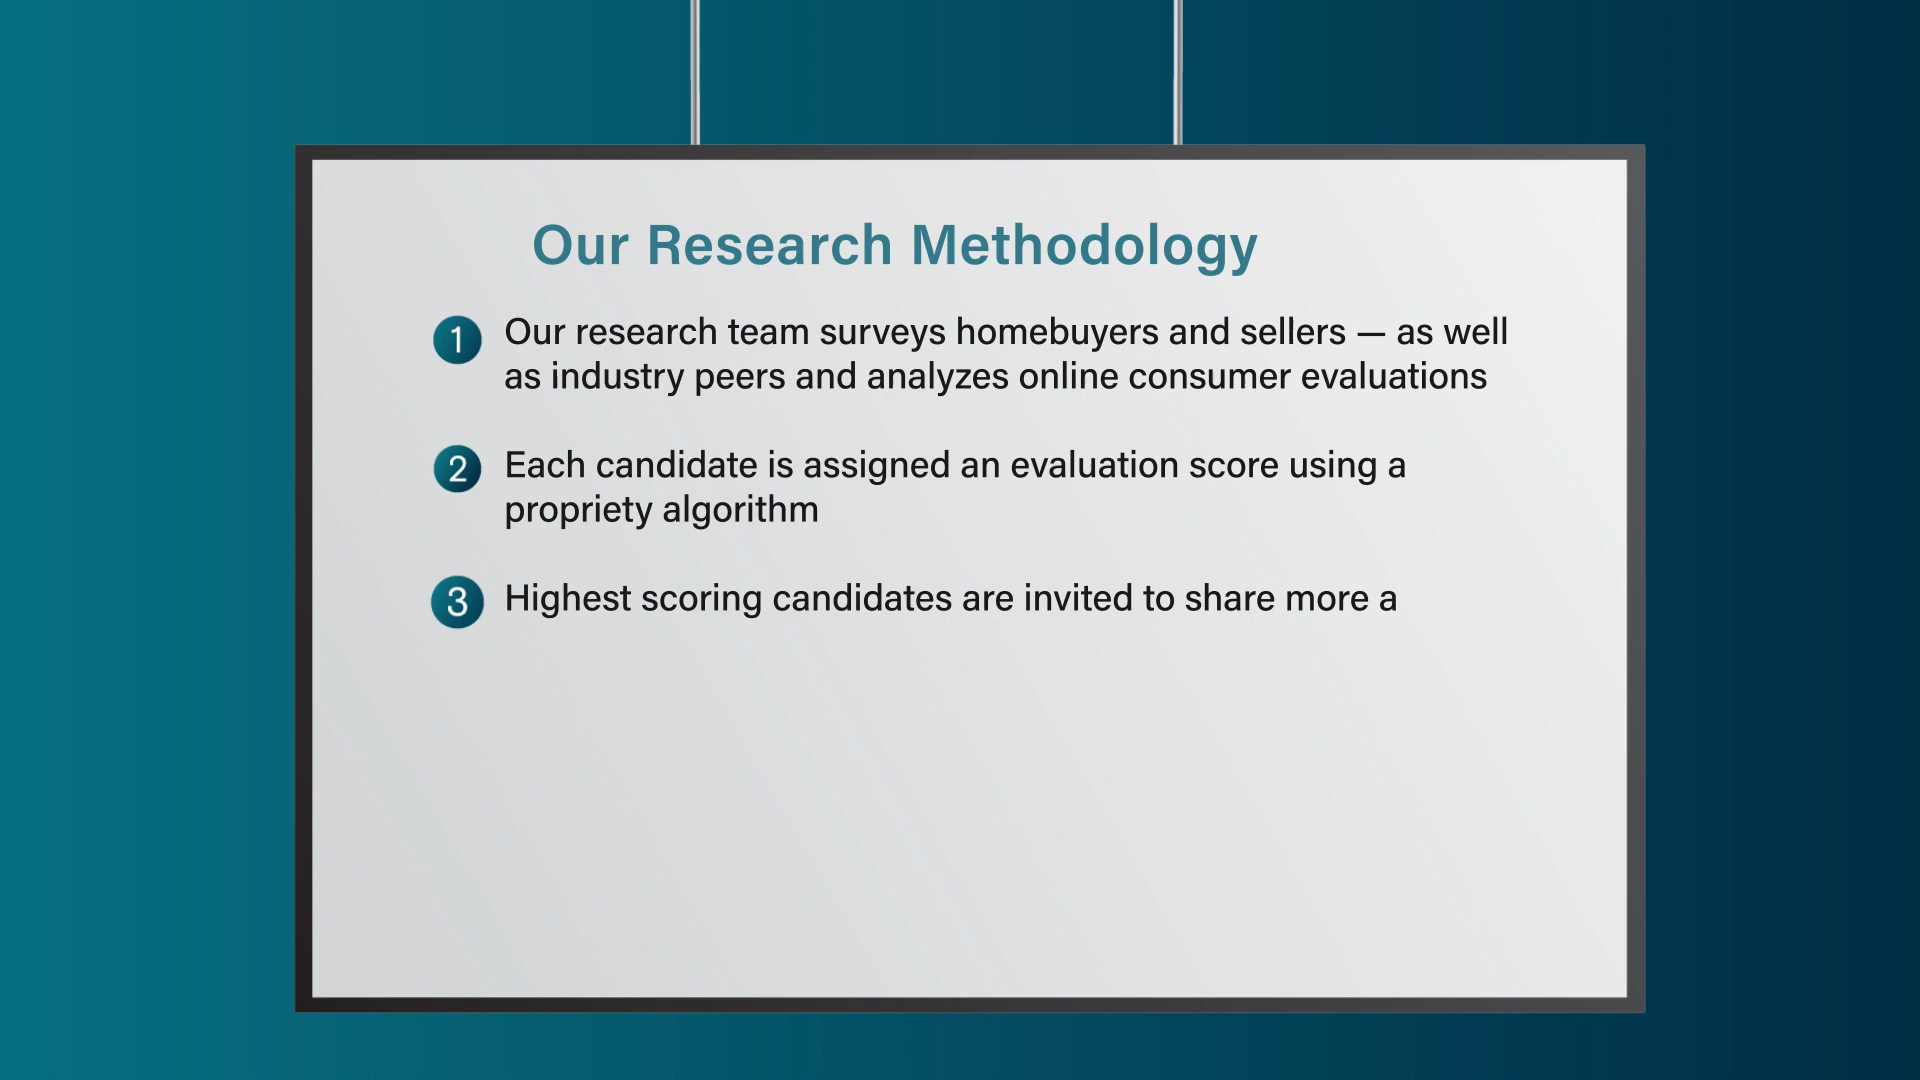 Our Research Methodology
1 Our research team surveys homebuyers and sellers — as well
as industry peers and analyzes online consumer evaluations
2 Each candidate is assigned an evaluation score using a
propriety algorithm
3 Highest scoring candidates are invited to share more a